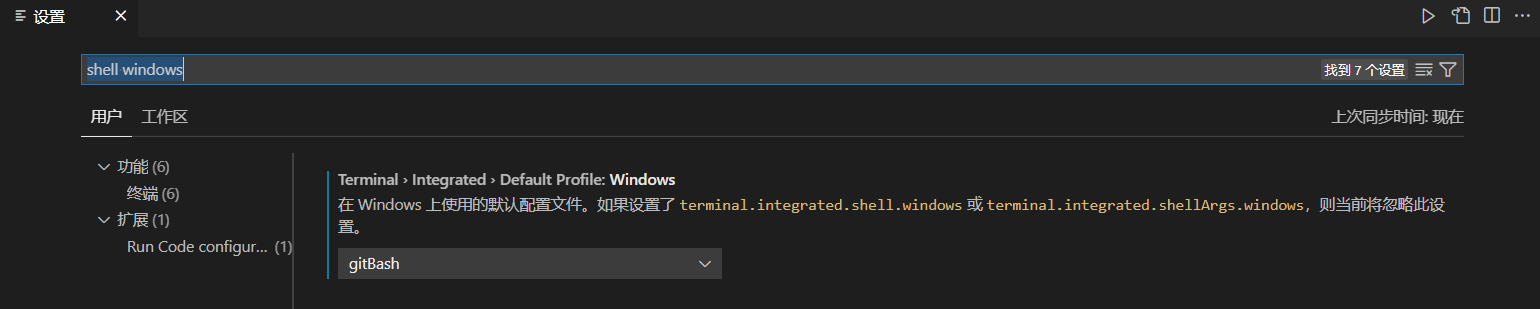 设置
shell windows
找到 7 个设置
用户 工作区
上次同步时间: 现在
功能 (6)
终端 (6)
扩展 (1)
Run Code configur... (1)
Terminal › Integrated › Default Profile: Windows
在 Windows 上使用的默认配置文件。如果设置了 terminal.integrated.shell.windows 或 terminal.integrated.shellArgs.windows，则当前将忽略此设
置。
gitBash